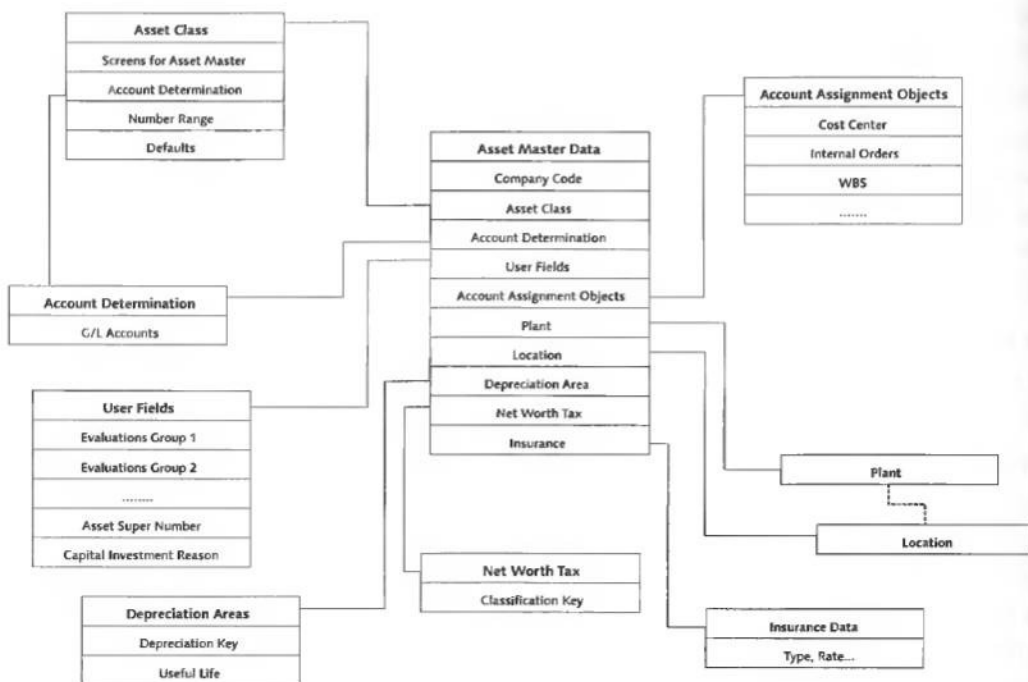 Asset Class
Screens for Asset Master
Account Determination
Number Range
Defaults
Account Assignment Objects
Cost Center
Internal Orders
WBS
.......
Asset Master Data
Company Code
Asset Class
Account Determination
User Fields
Account Assignment Objects
Plant
Location
Depreciation Area
Net Worth Tax
Insurance
Account Determination
G/L Accounts
User Fields
Evaluations Group 1
Evaluations Group 2
........
Asset Super Number
Capital Investment Reason
Plant
Location
Net Worth Tax
Classification Key
Depreciation Areas
Depreciation Key
Useful Life
Insurance Data
Type, Rate...